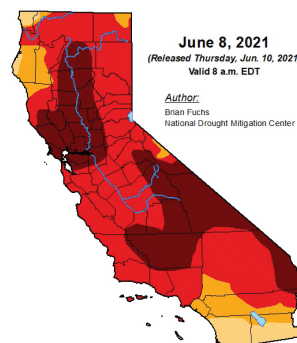 June 8, 2021
(Released Thursday, Jun. 10, 2021)
Valid 8 a.m. EDT
Author:
Brian Fuchs
National Drought Mitigation Center